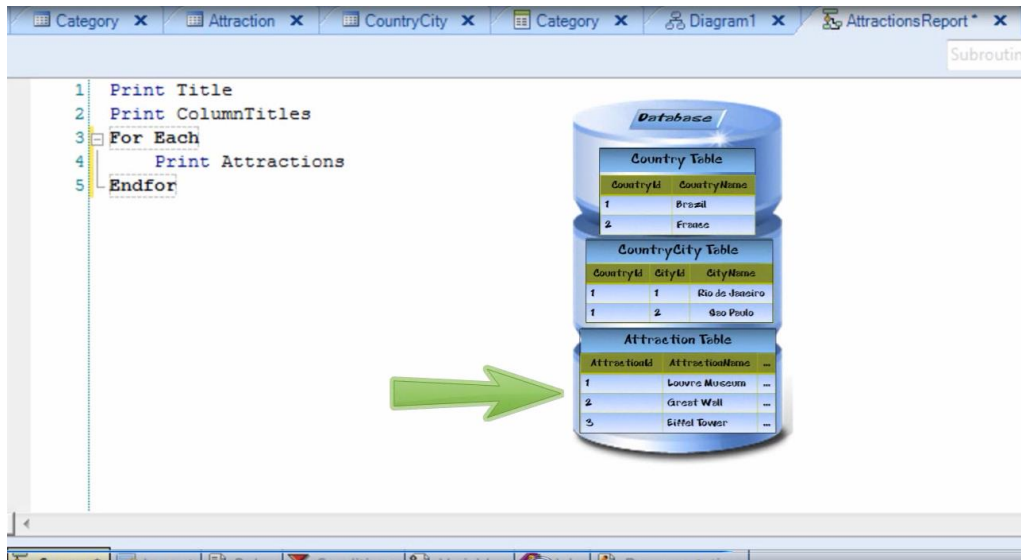 Category X Attraction X CountryCity X Category X Diagram1 X AttractionsReport * X
Subroutin
1 Print Title
2 Print ColumnTitles
3 For Each
4 Print Attractions
5 Endfor
Database
Country Table
CountryId CountryName
1 Brazil
2 France
CountryCity Table
CountryId CityId CityName
1 1 Rio de Janeiro
1 2 Sao Paulo
Attraction Table
AttractionId AttractionName ...
1 Louvre Museum ...
2 Great Wall ...
3 Eiffel Tower ...